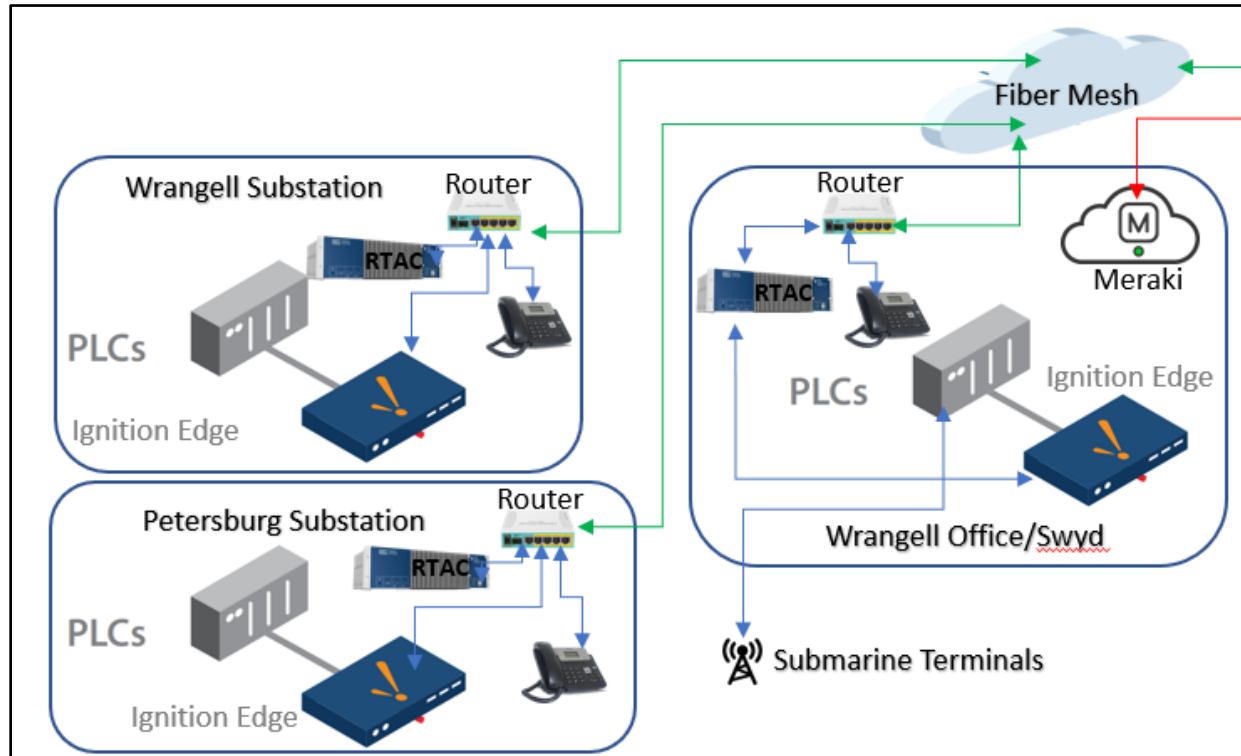 Fiber Mesh
Wrangell Substation
Router
RTAC
PLCs
Ignition Edge
Petersburg Substation
Router
RTAC
PLCs
Ignition Edge
Router
M
Meraki
RTAC
PLCs
Ignition Edge
Wrangell Office/Swyd
Submarine Terminals